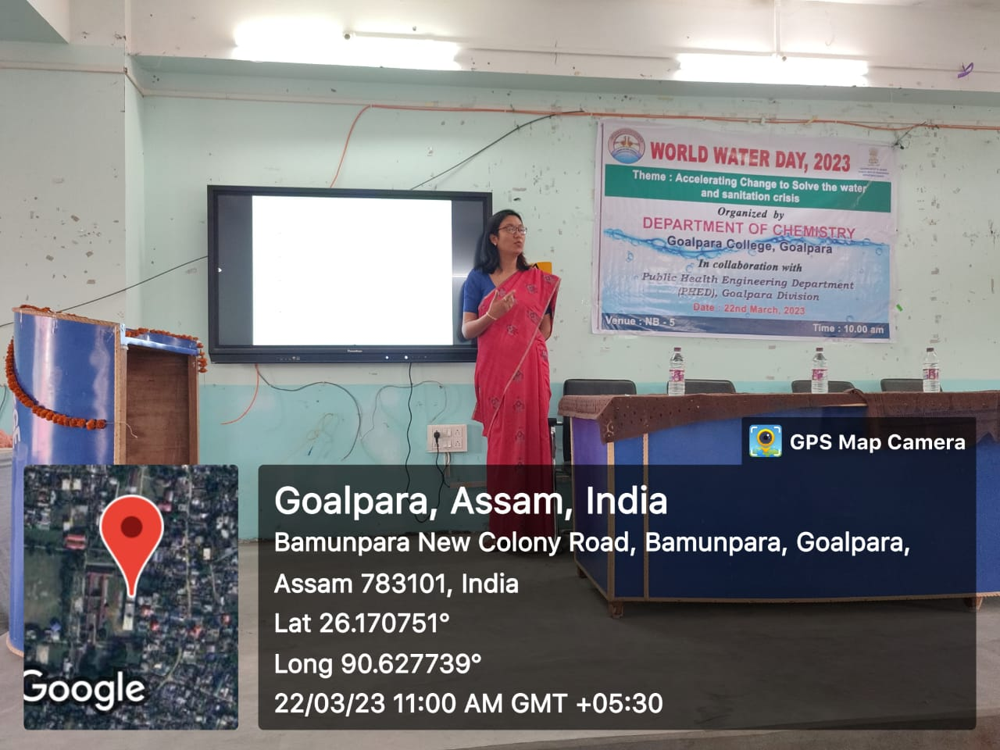 WORLD WATER DAY, 2023
Theme : Accelerating Change to Solve the water
and sanitation crisis
Organized by
DEPARTMENT OF CHEMISTRY
Goalpara College, Goalpara
In collaboration with
Public Health Engineering Department
(PHED), Goalpara Division
Date : 22nd March, 2023
Venue : NB - 5
Time : 10.00 am
GPS Map Camera
Goalpara, Assam, India
Bamunpara New Colony Road, Bamunpara, Goalpara,
Assam 783101, India
Lat 26.170751°
Long 90.627739°
22/03/23 11:00 AM GMT +05:30
Google